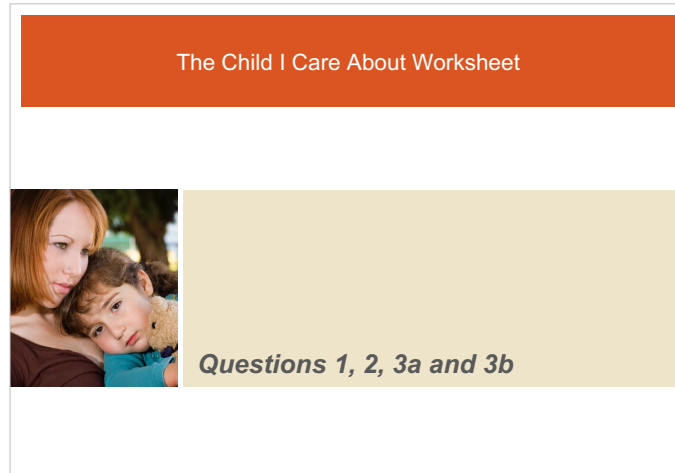 The Child I Care About Worksheet
Questions 1, 2, 3a and 3b